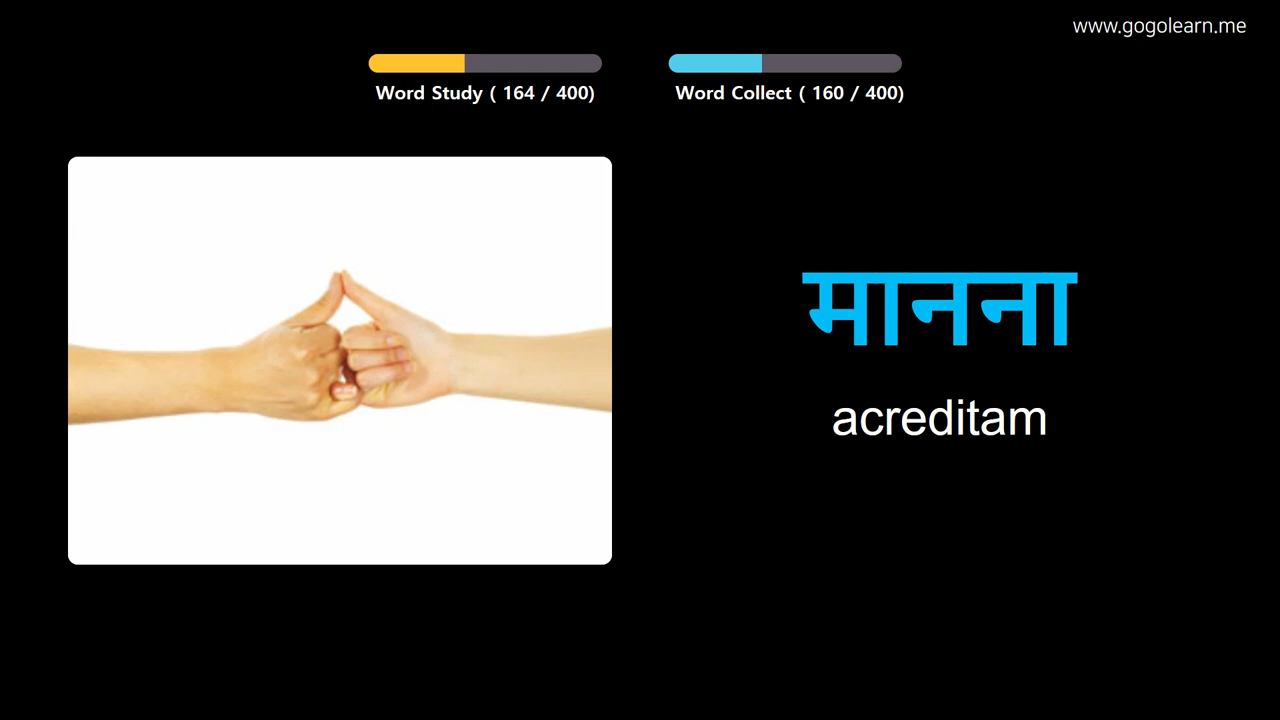 www.gogolearn.me
Word Study ( 164 / 400)
Word Collect ( 160 / 400)
मानना
acreditam